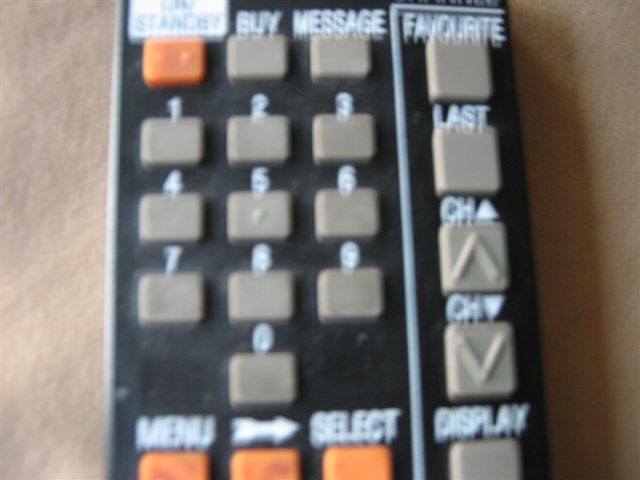 ON/
STANDBY BUY MESSAGE FAVOURITE
1 2 3 LAST
4 5 6 CH▲
7 8 9 CH▼
0
MENU SELECT DISPLAY